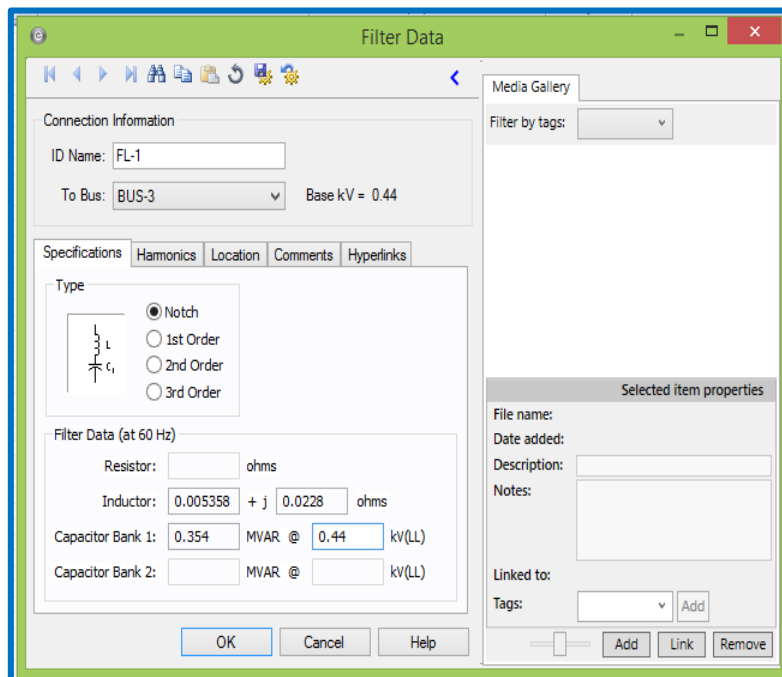 Filter Data
Media Gallery
Filter by tags:
Connection Information
ID Name: FL-1
To Bus: BUS-3 Base kV = 0.44
Specifications Harmonics Location Comments Hyperlinks
Type
L
C1
Notch
1st Order
2nd Order
3rd Order
Filter Data (at 60 Hz)
Resistor: ohms
Inductor: 0.005358 + j 0.0228 ohms
Capacitor Bank 1: 0.354 MVAR @ 0.44 kV(LL)
Capacitor Bank 2: MVAR @ kV(LL)
OK Cancel Help
Selected item properties
File name:
Date added:
Description:
Notes:
Linked to:
Tags: Add
Add Link Remove